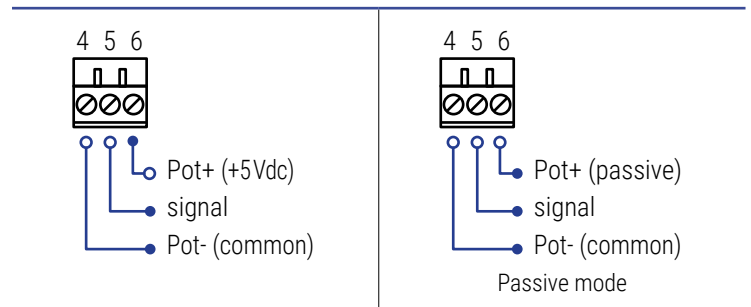 4 5 6
Pot+ (+5Vdc)
signal
Pot- (common)
4 5 6
Pot+ (passive)
signal
Pot- (common)
Passive mode